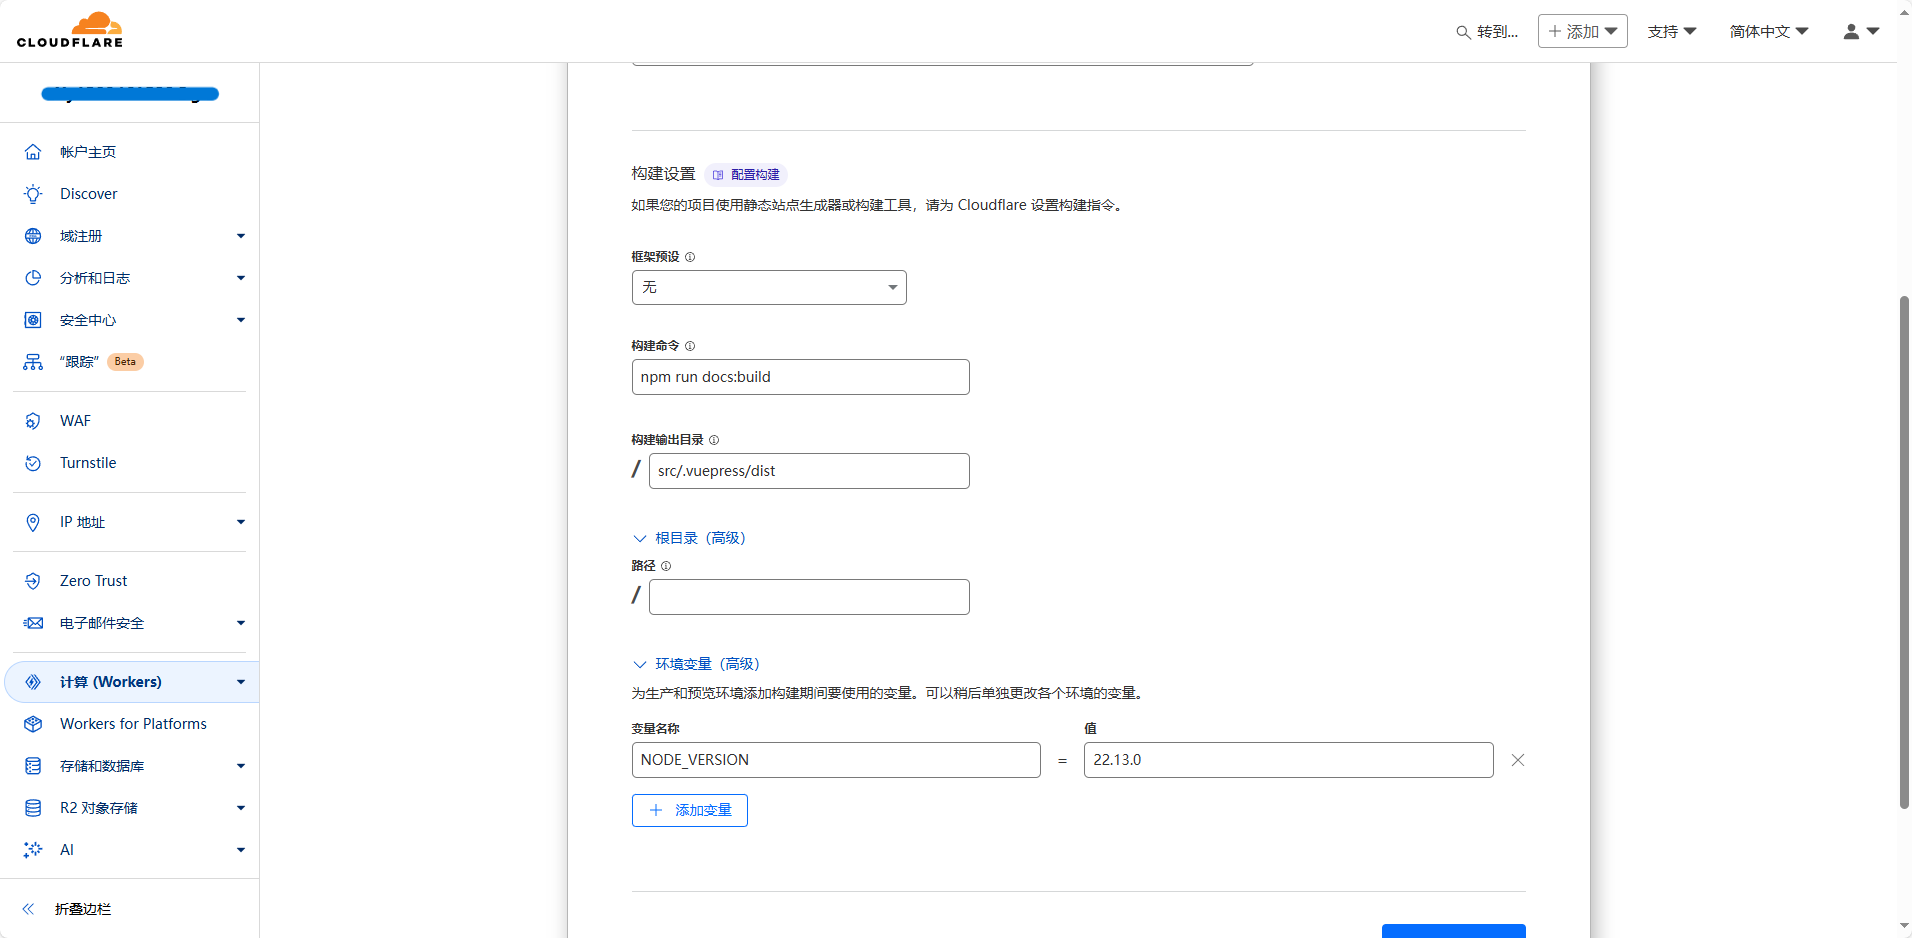 CLOUDFLARE
转到...
添加
支持
简体中文
帐户主页
Discover
域注册
分析和日志
安全中心
“跟踪” Beta
WAF
Turnstile
IP 地址
Zero Trust
电子邮件安全
计算 (Workers)
Workers for Platforms
存储和数据库
R2 对象存储
AI
折叠边栏
构建设置 配置构建
如果您的项目使用静态站点生成器或构建工具，请为 Cloudflare 设置构建指令。
框架预设
无
构建命令
npm run docs:build
构建输出目录
/ src/.vuepress/dist
根目录（高级）
路径
/
环境变量（高级）
为生产和预览环境添加构建期间要使用的变量。可以稍后单独更改各个环境的变量。
变量名称 值
NODE_VERSION = 22.13.0
添加变量